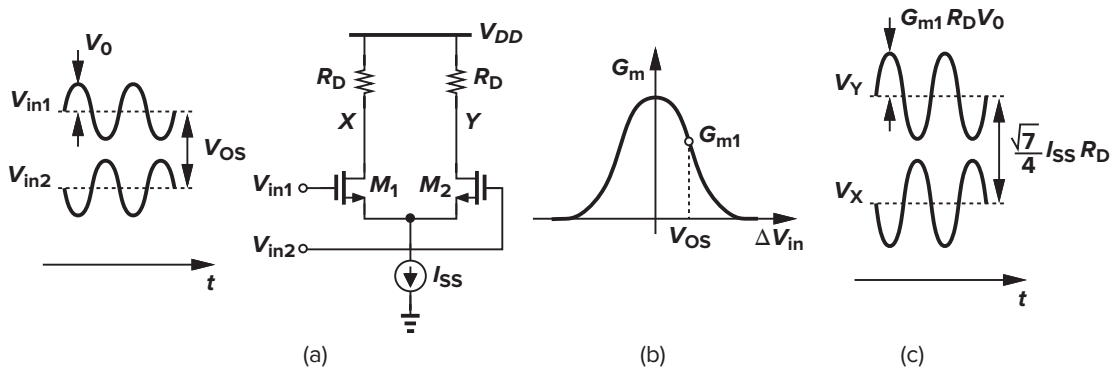 V0
Vin1
VOS
Vin2
t
VDD
RD
RD
X
Y
Vin1
M1
M2
Vin2
ISS
(a)
Gm
Gm1
VOS
ΔVin
(b)
Gm1 RD V0
VY
√7/4 ISS RD
VX
t
(c)